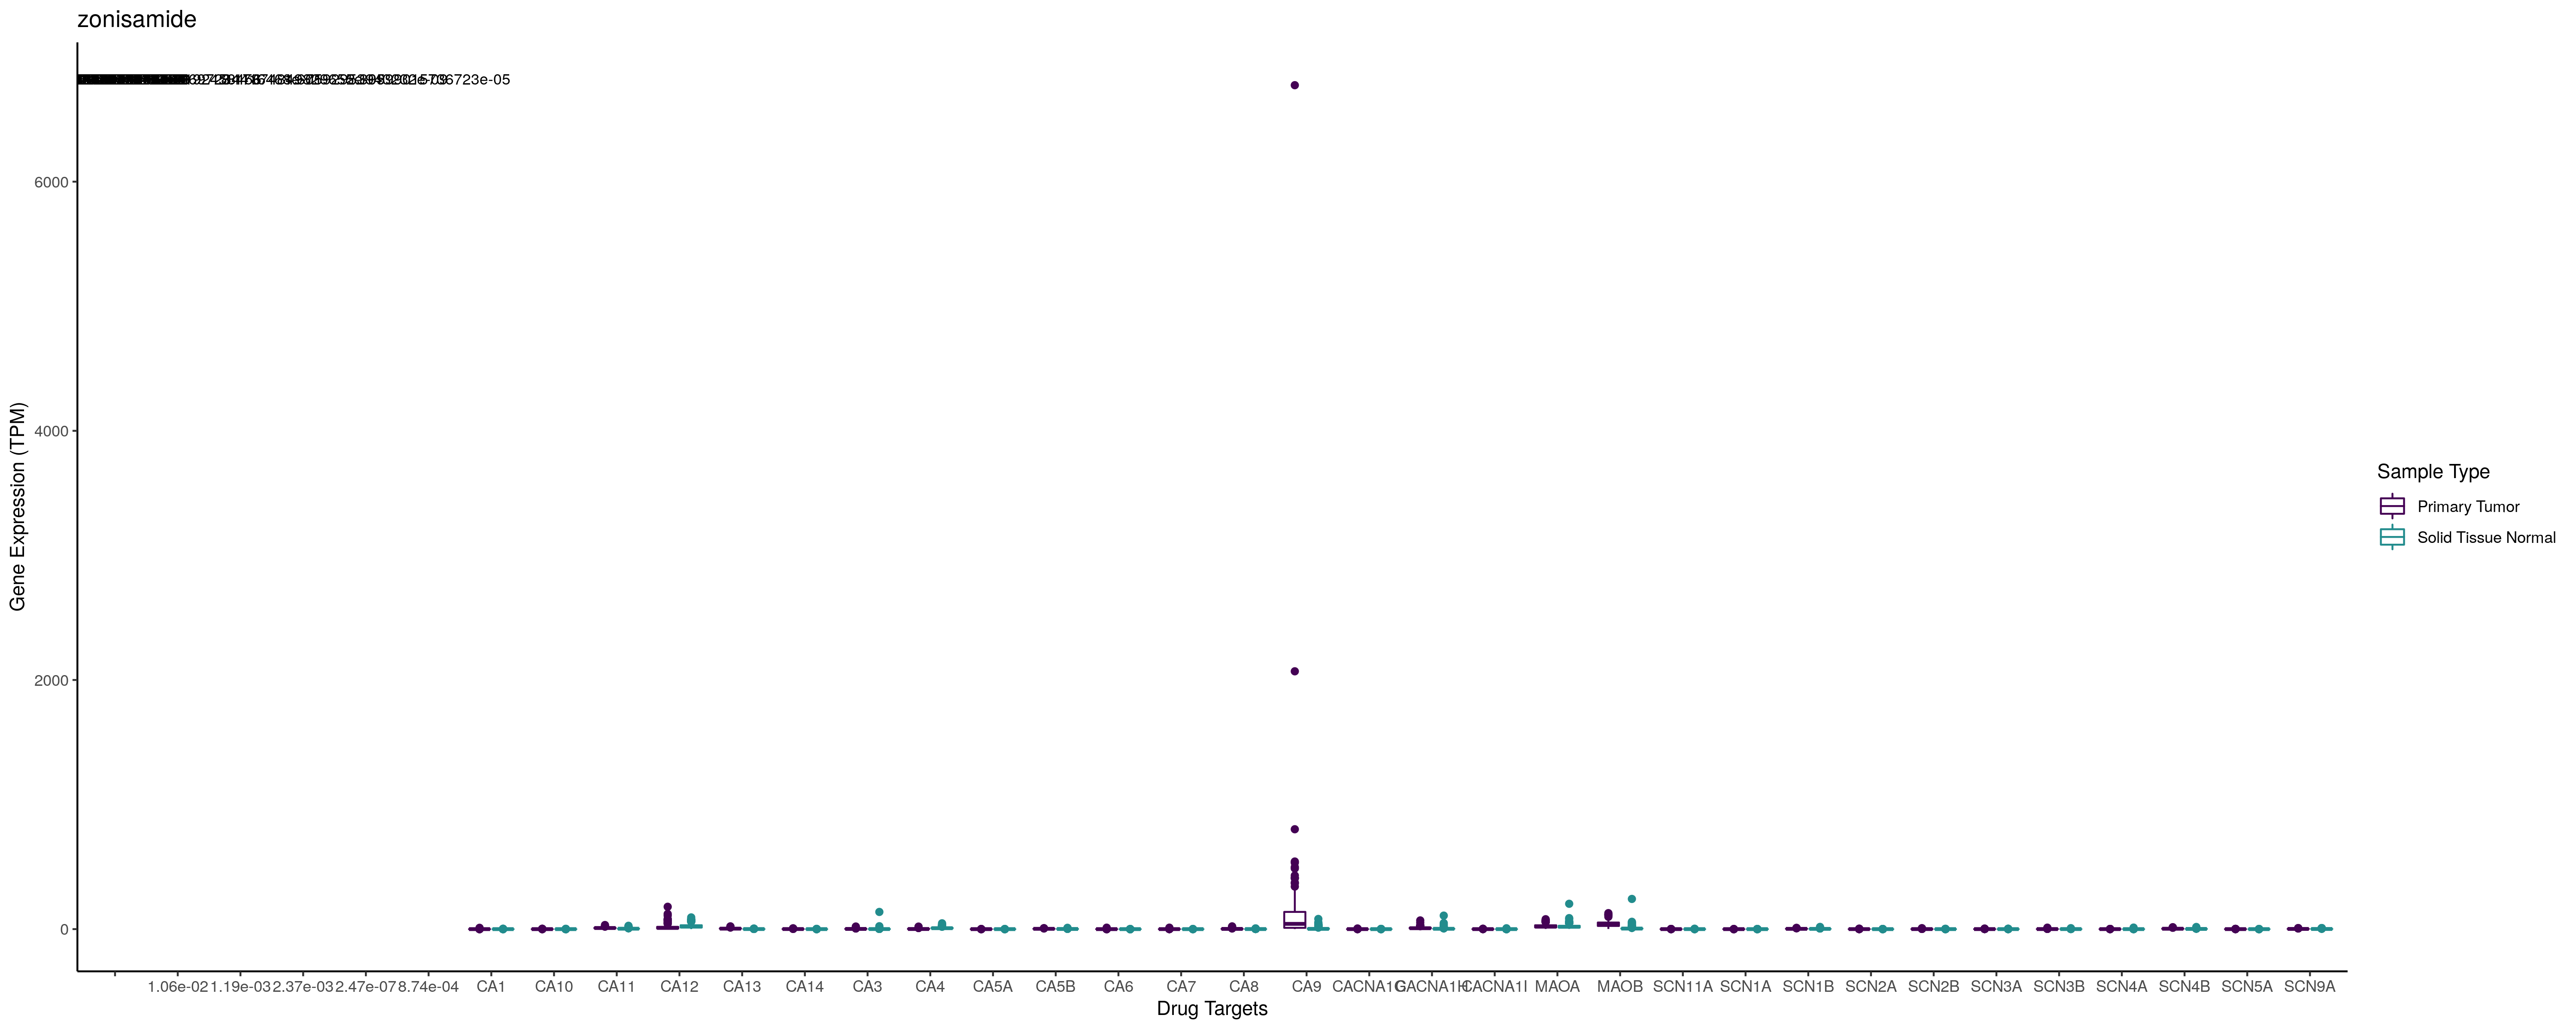 zonisamide
6000
4000
2000
0
Gene Expression (TPM)
1.06e-02 1.19e-03 2.37e-03 2.47e-07 8.74e-04 CA1 CA10 CA11 CA12 CA13 CA14 CA3 CA4 CA5A CA5B CA6 CA7 CA8 CA9 CACNA1G CACNA1H CACNA1I MAOA MAOB SCN11A SCN1A SCN1B SCN2A SCN2B SCN3A SCN3B SCN4A SCN4B SCN5A SCN9A
Drug Targets
Sample Type
Primary Tumor
Solid Tissue Normal